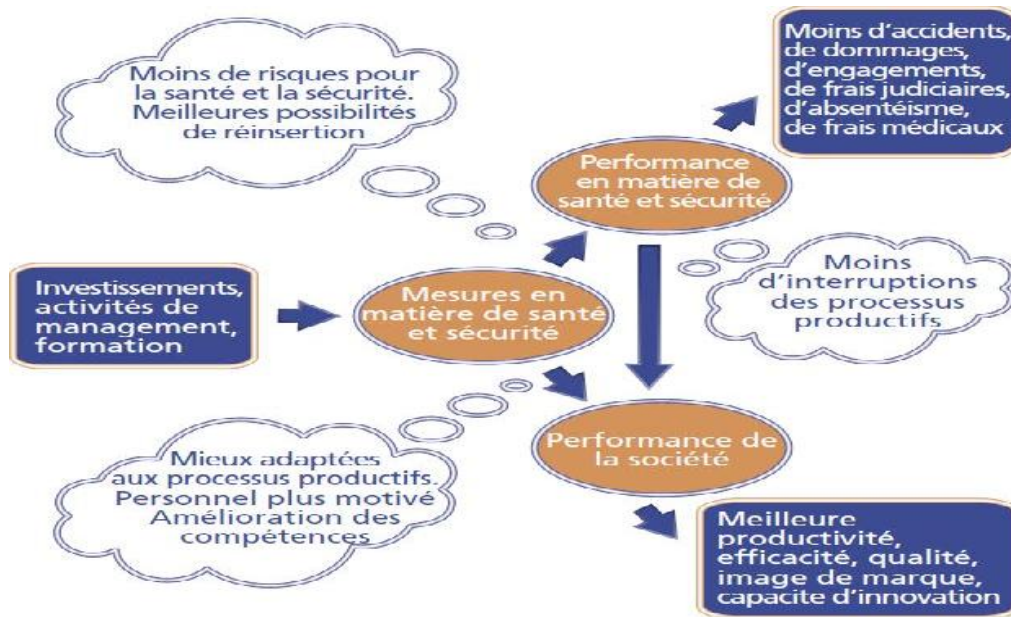 Moins de risques pour
la santé et la sécurité.
Meilleures possibilités
de réinsertion
Moins d'accidents,
de dommages,
d'engagements,
de frais judiciaires,
d'absentéisme,
de frais médicaux
Performance
en matière de
santé et sécurité
Investissements,
activités de
management,
formation
Mesures en
matière de santé
et sécurité
Moins
d'interruptions
des processus
productifs
Mieux adaptées
aux processus productifs.
Personnel plus motivé
Amélioration des
compétences
Performance de
la société
Meilleure
productivité,
efficacité, qualité,
image de marque,
capacite d'innovation